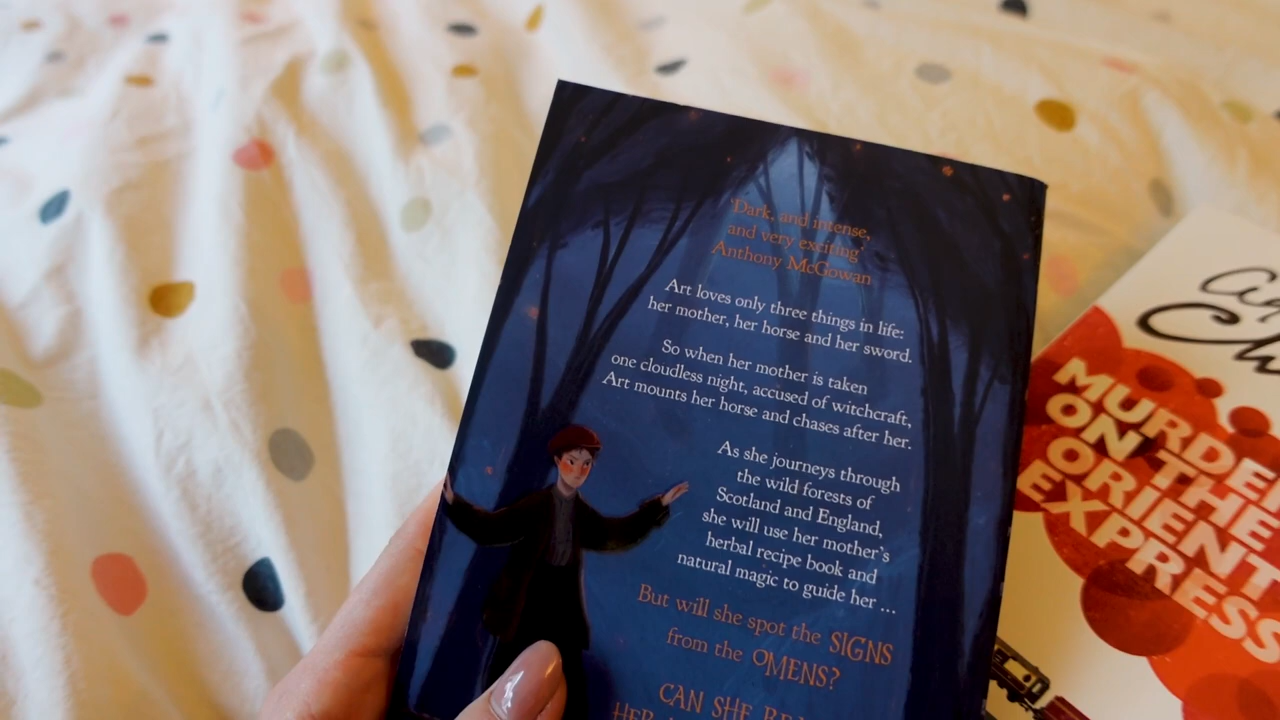 'Dark, and intense,
and very exciting'
Anthony McGowan
Art loves only three things in life:
her mother, her horse and her sword.
So when her mother is taken
one cloudless night, accused of witchcraft,
Art mounts her horse and chases after her.
As she journeys through
the wild forests of
Scotland and England,
she will use her mother's
herbal recipe book and
natural magic to guide her ...
But will she spot the SIGNS
from the OMENS?
CAN SHE
HER
MURDER
ON THE
ORIENT
EXPRESS